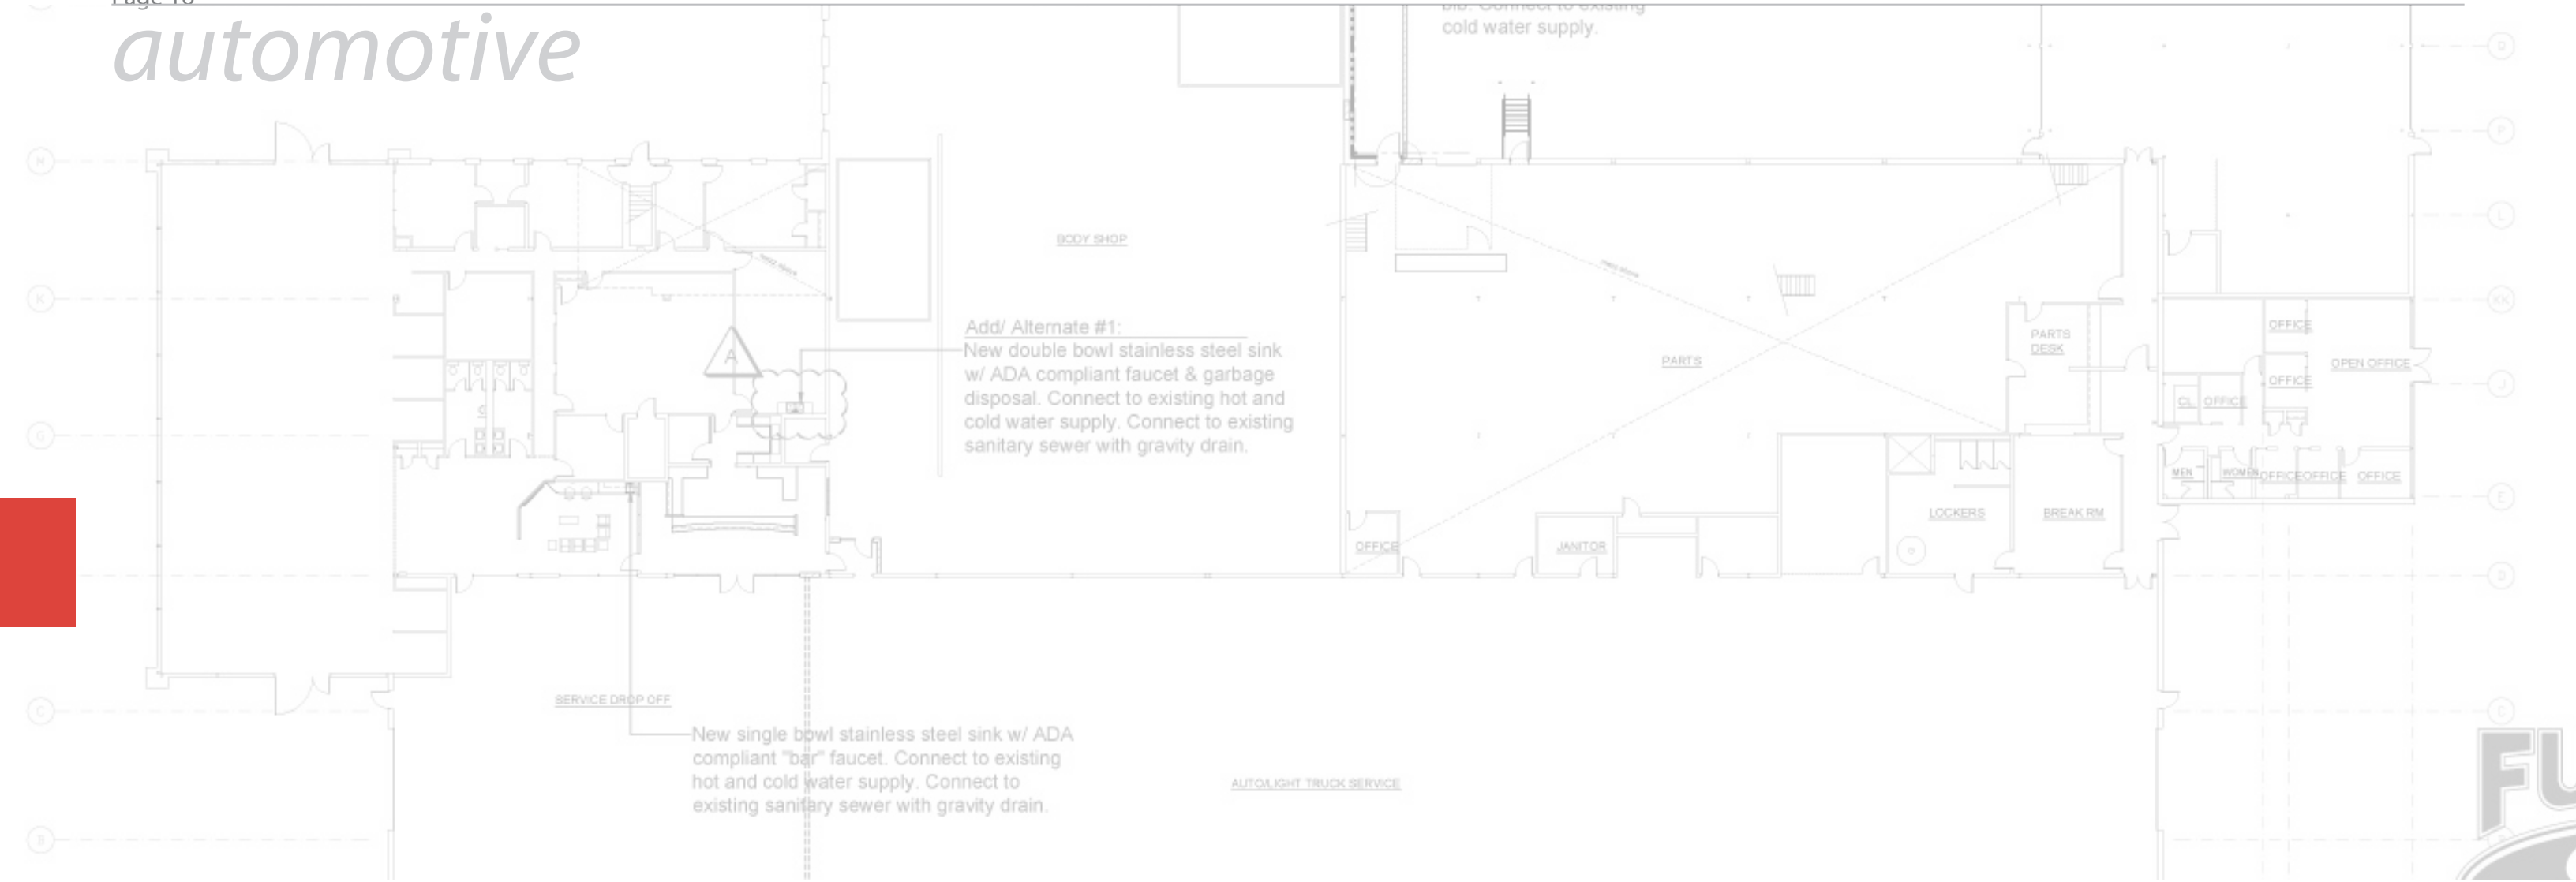 automotive
cold water supply.
BODY SHOP
Add/ Alternate #1:
New double bowl stainless steel sink
w/ ADA compliant faucet & garbage
disposal. Connect to existing hot and
cold water supply. Connect to existing
sanitary sewer with gravity drain.
A
PARTS
PARTS
DESK
OFFICE
OPEN OFFICE
OFFICE
CL.
OFFICE
MEN
WOMEN
OFFICE
OFFICE
OFFICE
LOCKERS
BREAK RM
OFFICE
JANITOR
SERVICE DROP OFF
New single bowl stainless steel sink w/ ADA
compliant "bar" faucet. Connect to existing
hot and cold water supply. Connect to
existing sanitary sewer with gravity drain.
AUTO/LIGHT TRUCK SERVICE
K
G
C
B
P
L
KK
J
E
D
FU